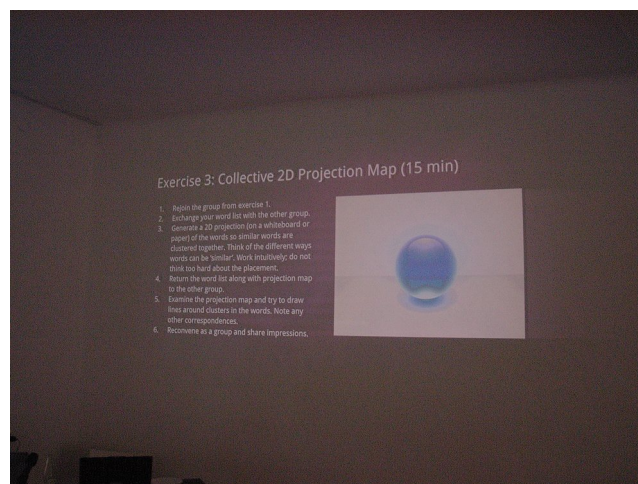 Exercise 3: Collective 2D Projection Map (15 min)
1. Rejoin the group from exercise 1.
2. Exchange your word list with the other group.
3. Generate a 2D projection (on a whiteboard or
paper) of the words so similar words are
clustered together. Think of the different ways
words can be 'similar'. Work intuitively; do not
think too hard about the placement.
4. Return the word list along with projection map
to the other group.
5. Examine the projection map and try to draw
lines around clusters in the words. Note any
other correspondences.
6. Reconvene as a group and share impressions.